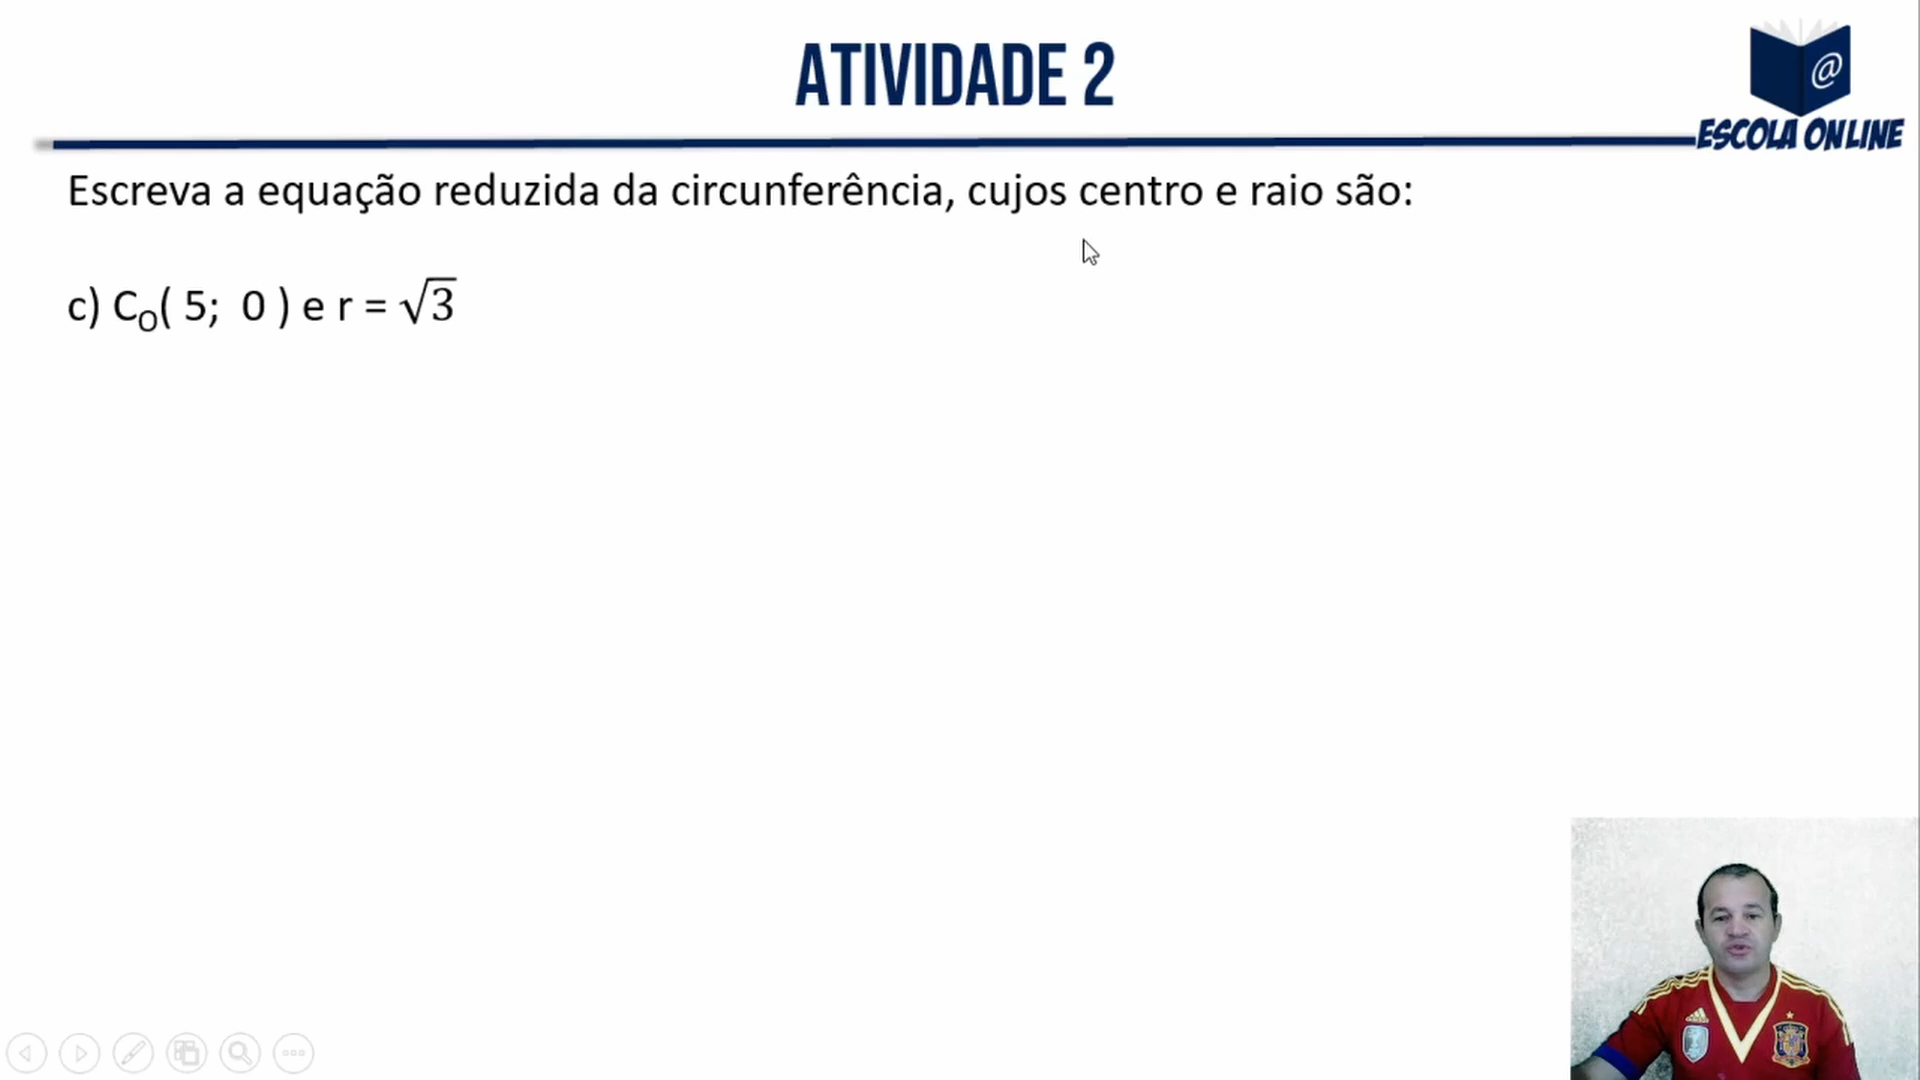 ATIVIDADE 2
@
ESCOLA ONLINE
Escreva a equação reduzida da circunferência, cujos centro e raio são:
c) C_O( 5; 0 ) e r = √3